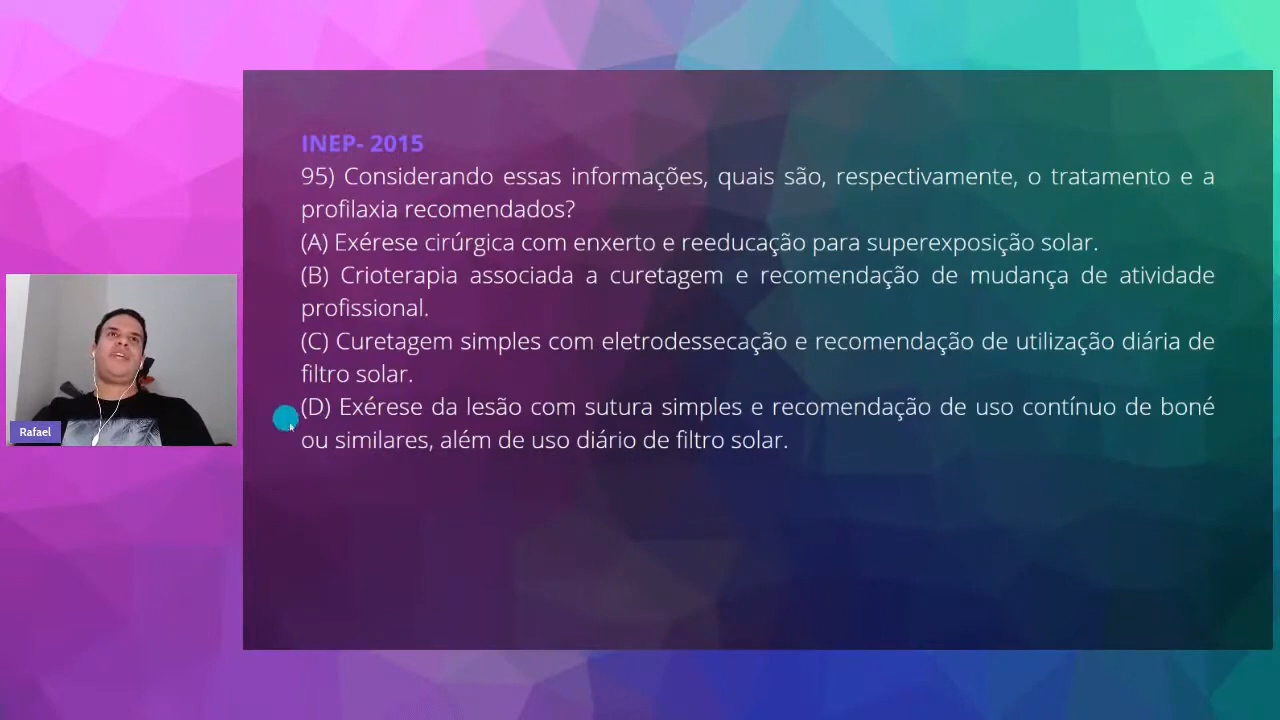 INEP- 2015
95) Considerando essas informações, quais são, respectivamente, o tratamento e a
profilaxia recomendados?
(A) Exérese cirúrgica com enxerto e reeducação para superexposição solar.
(B) Crioterapia associada a curetagem e recomendação de mudança de atividade
profissional.
(C) Curetagem simples com eletrodessecação e recomendação de utilização diária de
filtro solar.
(D) Exérese da lesão com sutura simples e recomendação de uso contínuo de boné
ou similares, além de uso diário de filtro solar.
Rafael